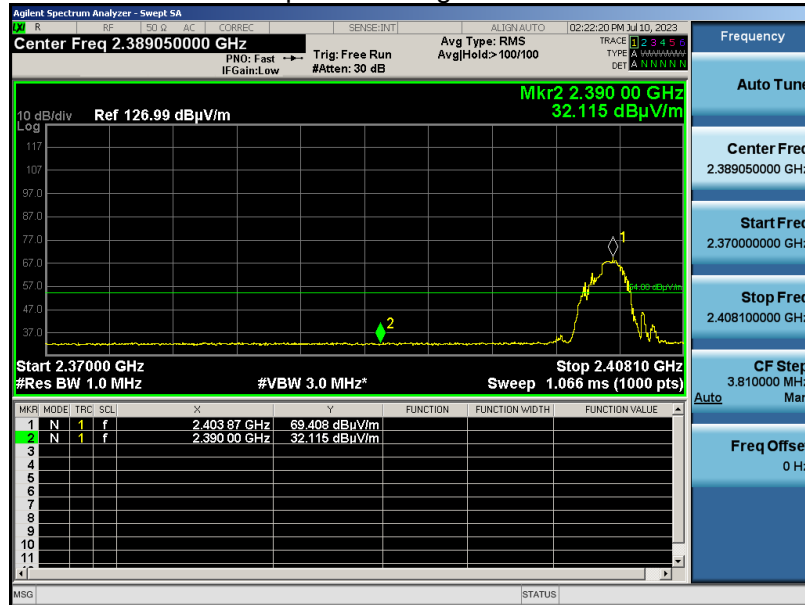 Agilent Spectrum Analyzer - Swept SA
LXI R RF 50 Ω AC CORREC SENSE:INT ALIGN AUTO 02:22:20 PM Jul 10, 2023
Center Freq 2.389050000 GHz
PNO: Fast
IFGain:Low
Trig: Free Run
#Atten: 30 dB
Avg Type: RMS
Avg|Hold:>100/100
TRACE 1 2 3 4 5 6
TYPE A
DET A N N N N N
Mkr2 2.390 00 GHz
32.115 dBµV/m
10 dB/div Ref 126.99 dBµV/m
Log
117
107
97.0
87.0
77.0
67.0
57.0
47.0
37.0
1
54.00 dBµV/m
2
Start 2.37000 GHz Stop 2.40810 GHz
#Res BW 1.0 MHz #VBW 3.0 MHz* Sweep 1.066 ms (1000 pts)
MKR MODE TRC SCL X Y FUNCTION FUNCTION WIDTH FUNCTION VALUE
1 N 1 f 2.403 87 GHz 69.408 dBµV/m
2 N 1 f 2.390 00 GHz 32.115 dBµV/m
3
4
5
6
7
8
9
10
11
MSG STATUS
Frequency
Auto Tune
Center Freq
2.389050000 GHz
Start Freq
2.370000000 GHz
Stop Freq
2.408100000 GHz
CF Step
3.810000 MHz
Auto Man
Freq Offset
0 Hz